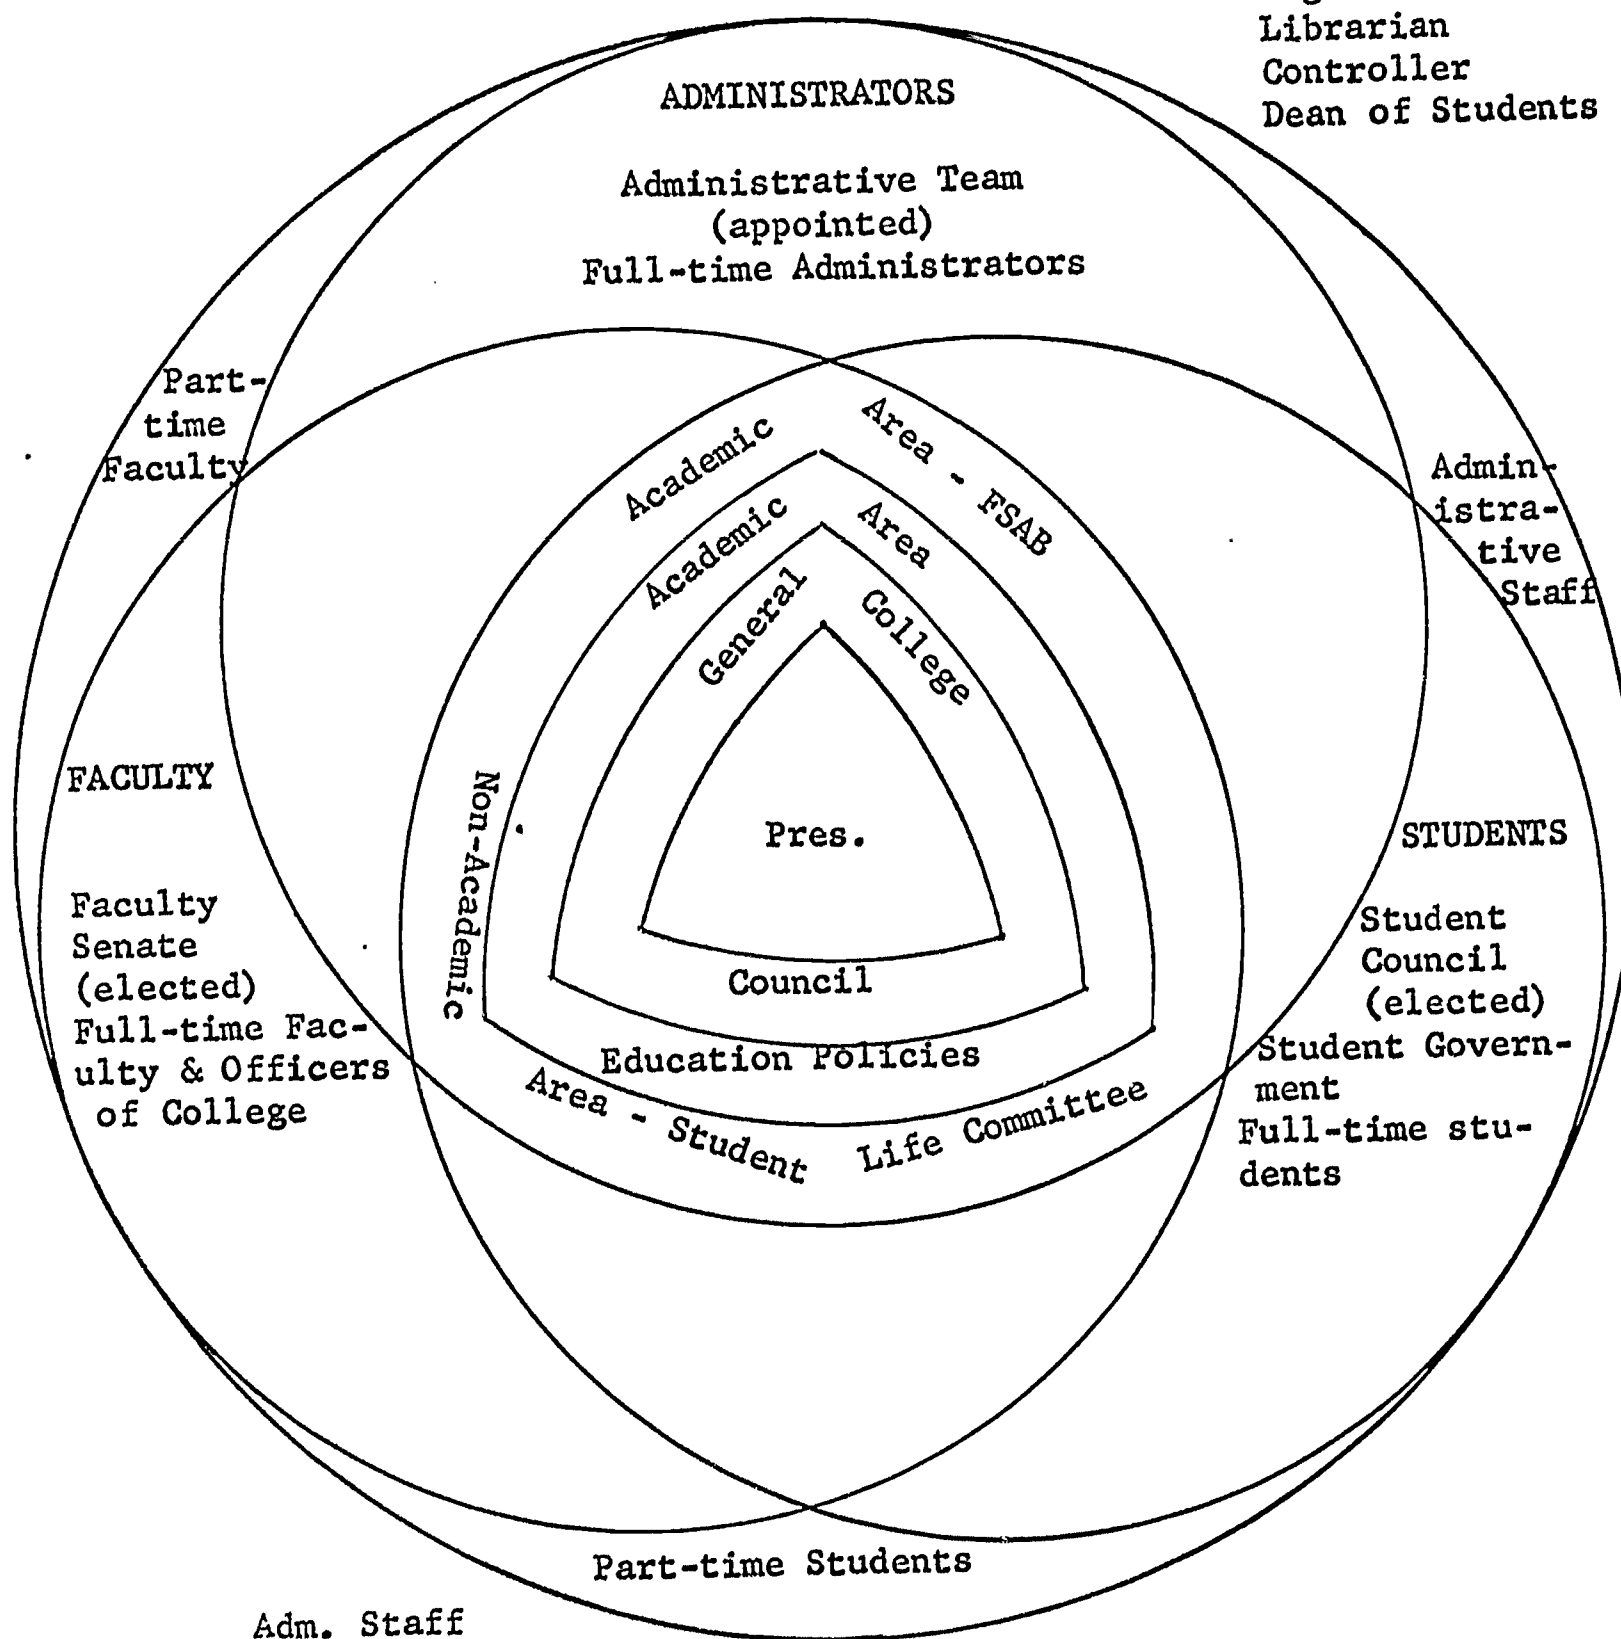 Librarian
Controller
Dean of Students
ADMINISTRATORS
Administrative Team
(appointed)
Full-time Administrators
Part-
time
Faculty
Admin-
istra-
tive
Staff
Academic Area - FSAB
Academic Area
General College
Non-Academic
Pres.
Council
Education Policies
Area - Student Life Committee
FACULTY
Faculty
Senate
(elected)
Full-time Fac-
ulty & Officers
of College
STUDENTS
Student
Council
(elected)
Student Govern-
ment
Full-time stu-
dents
Part-time Students
Adm. Staff